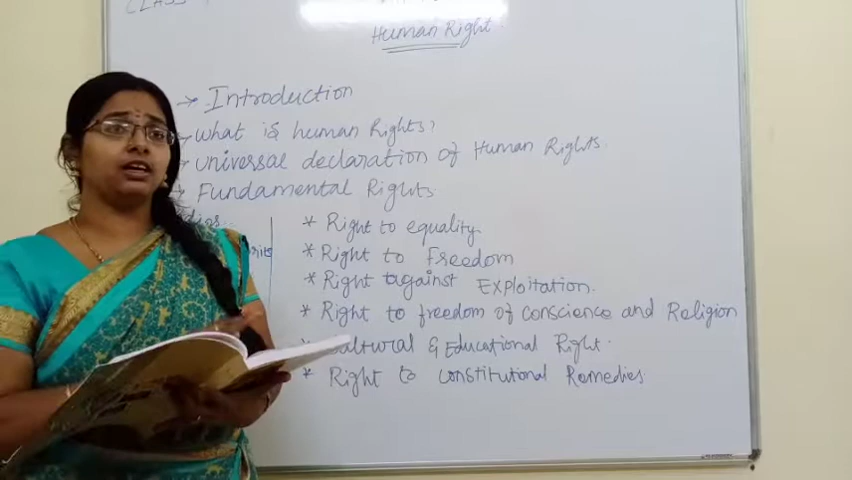 CLASS
Human Right
→ Introduction
What is human Rights?
universal declaration of Human Rights.
Fundamental Rights
* Right to equality.
* Right to Freedom
* Right against Exploitation.
* Right to freedom of Conscience and Religion
Educational Right.
* Right to constitutional Remedies